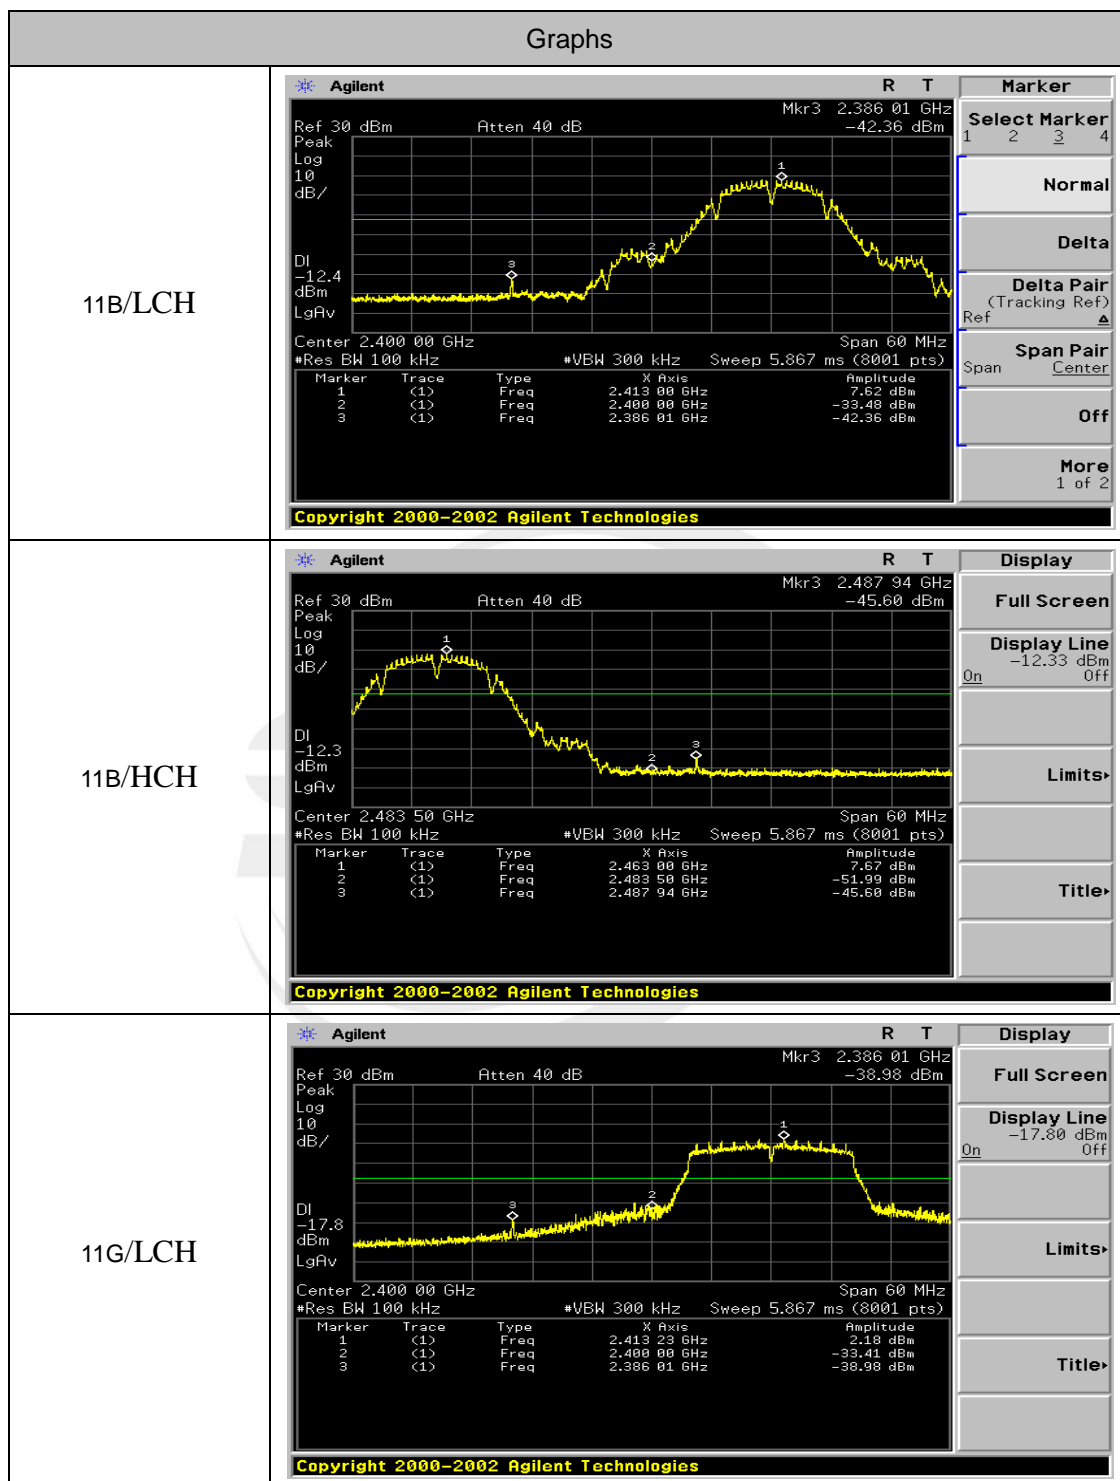 Graphs
11B/LCH
Agilent R T
Mkr3 2.386 01 GHz
Ref 30 dBm Atten 40 dB -42.36 dBm
Peak
Log
10
dB/
1
2
3
DI
-12.4
dBm
LgAv
Center 2.400 00 GHz Span 60 MHz
#Res BW 100 kHz #VBW 300 kHz Sweep 5.867 ms (8001 pts)
Marker Trace Type X Axis Amplitude
1 (1) Freq 2.413 00 GHz 7.62 dBm
2 (1) Freq 2.400 00 GHz -33.48 dBm
3 (1) Freq 2.386 01 GHz -42.36 dBm
Copyright 2000-2002 Agilent Technologies
Marker
Select Marker
1 2 3 4
Normal
Delta
Delta Pair
(Tracking Ref)
Ref Δ
Span Pair
Span Center
Off
More
1 of 2
11B/HCH
Agilent R T
Mkr3 2.487 94 GHz
Ref 30 dBm Atten 40 dB -45.60 dBm
Peak
Log
10
dB/
1
2
3
DI
-12.3
dBm
LgAv
Center 2.483 50 GHz Span 60 MHz
#Res BW 100 kHz #VBW 300 kHz Sweep 5.867 ms (8001 pts)
Marker Trace Type X Axis Amplitude
1 (1) Freq 2.463 00 GHz 7.67 dBm
2 (1) Freq 2.483 50 GHz -51.99 dBm
3 (1) Freq 2.487 94 GHz -45.60 dBm
Copyright 2000-2002 Agilent Technologies
Display
Full Screen
Display Line
-12.33 dBm
On Off
Limits
Title
11G/LCH
Agilent R T
Mkr3 2.386 01 GHz
Ref 30 dBm Atten 40 dB -38.98 dBm
Peak
Log
10
dB/
1
2
3
DI
-17.8
dBm
LgAv
Center 2.400 00 GHz Span 60 MHz
#Res BW 100 kHz #VBW 300 kHz Sweep 5.867 ms (8001 pts)
Marker Trace Type X Axis Amplitude
1 (1) Freq 2.413 23 GHz 2.18 dBm
2 (1) Freq 2.400 00 GHz -33.41 dBm
3 (1) Freq 2.386 01 GHz -38.98 dBm
Copyright 2000-2002 Agilent Technologies
Display
Full Screen
Display Line
-17.80 dBm
On Off
Limits
Title